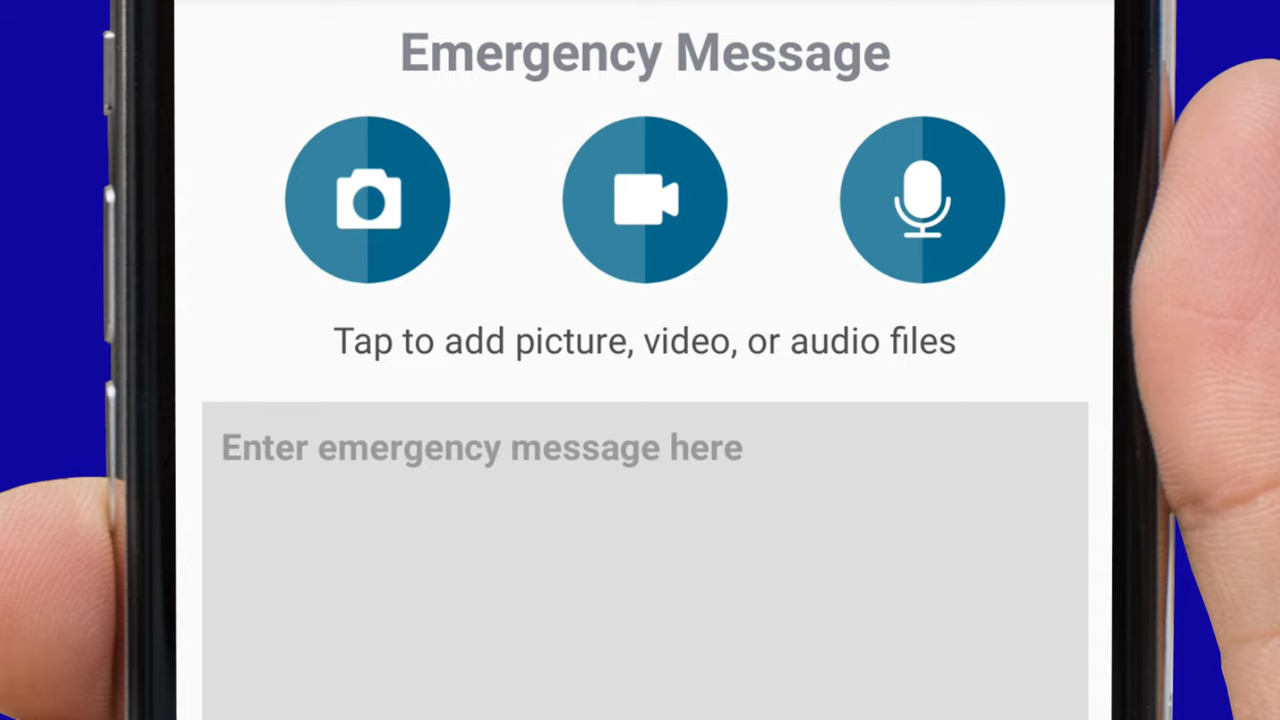 Emergency Message
Tap to add picture, video, or audio files
Enter emergency message here